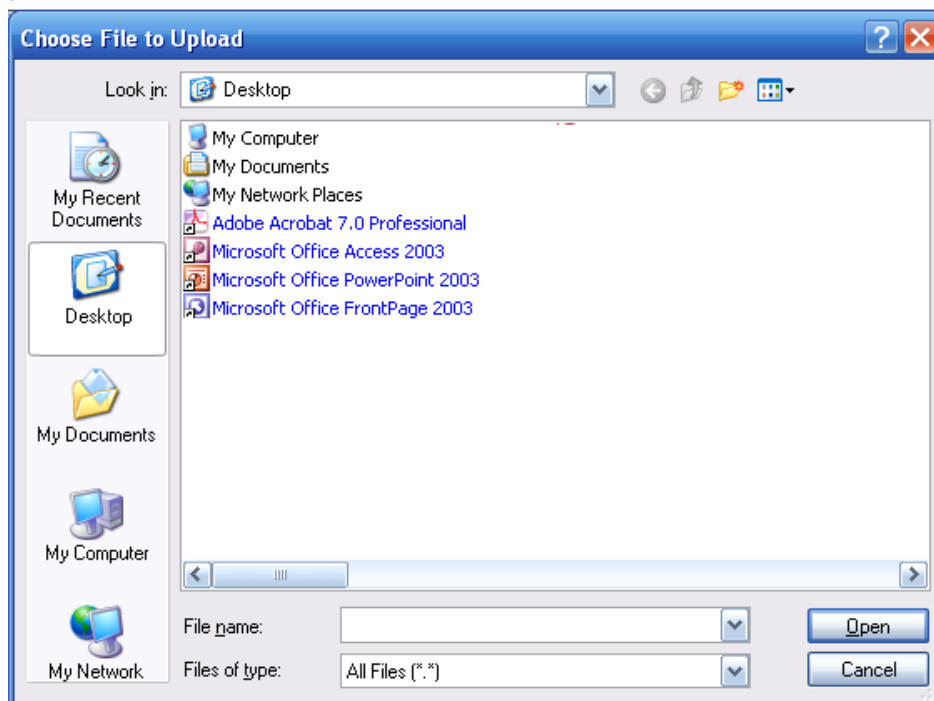 Choose File to Upload
Look in:
Desktop
My Recent
Documents
Desktop
My Documents
My Computer
My Network
My Computer
My Documents
My Network Places
Adobe Acrobat 7.0 Professional
Microsoft Office Access 2003
Microsoft Office PowerPoint 2003
Microsoft Office FrontPage 2003
File name:
Open
Files of type:
All Files (*.*)
Cancel